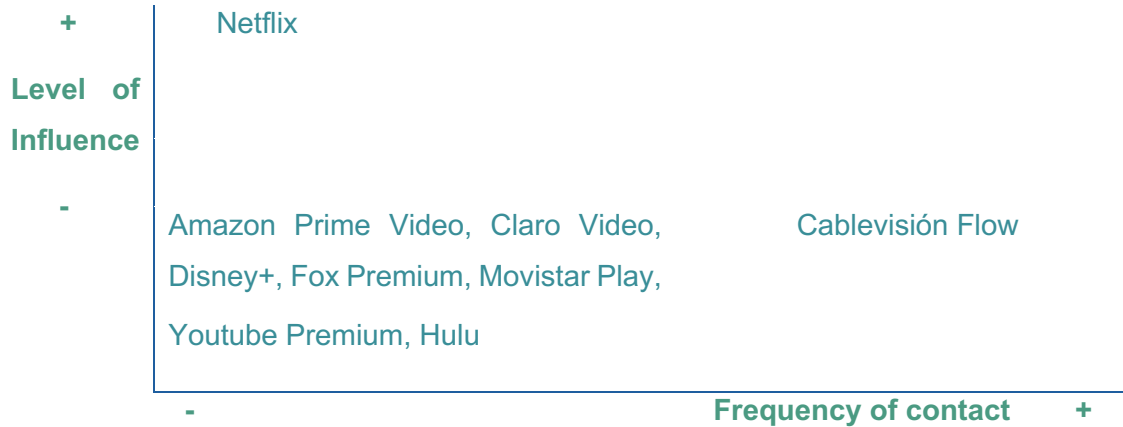 + Netflix
Level of
Influence
-
Amazon Prime Video, Claro Video, Cablevisión Flow
Disney+, Fox Premium, Movistar Play,
Youtube Premium, Hulu
- Frequency of contact +